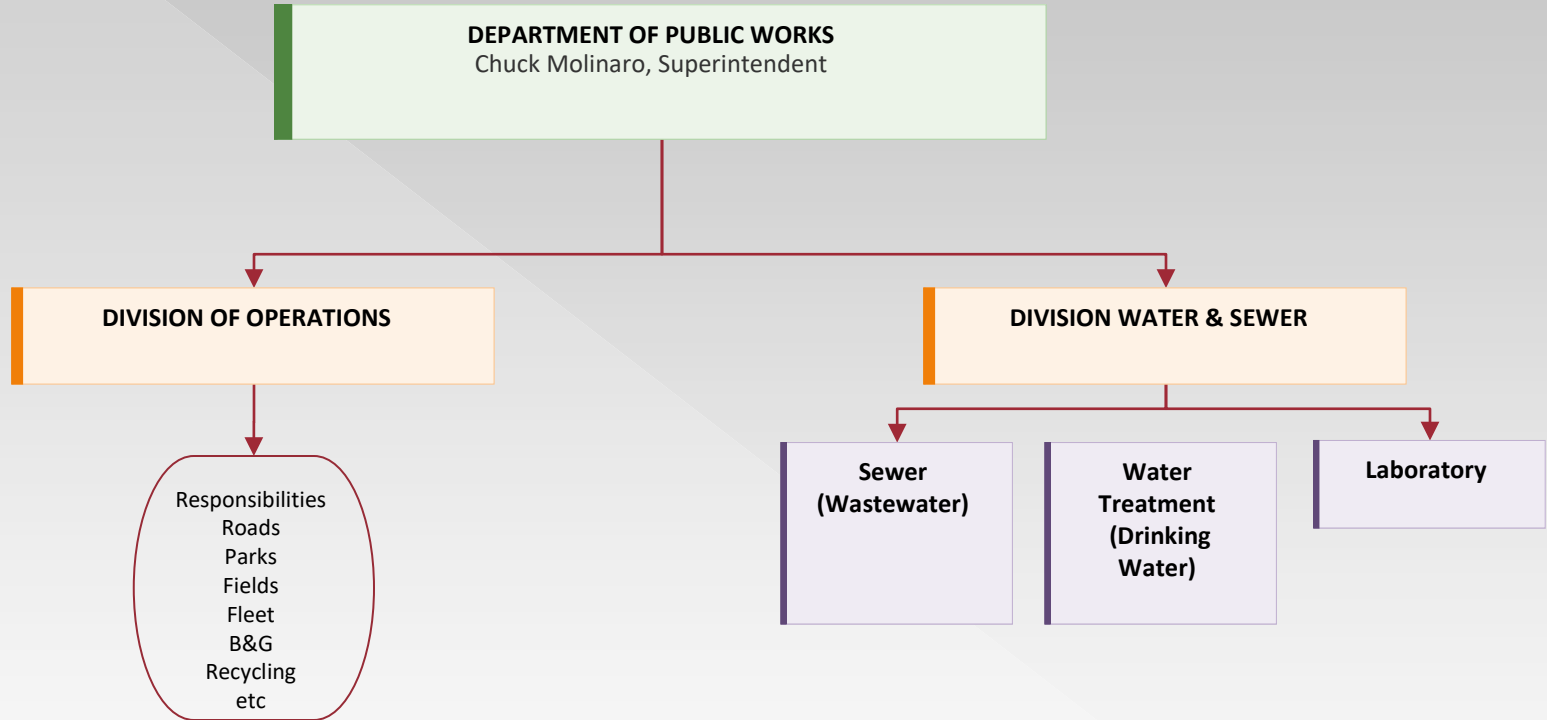 DEPARTMENT OF PUBLIC WORKS
Chuck Molinaro, Superintendent
DIVISION OF OPERATIONS
DIVISION WATER & SEWER
Responsibilities
Roads
Parks
Fields
Fleet
B&G
Recycling
etc
Sewer
(Wastewater)
Water
Treatment
(Drinking
Water)
Laboratory